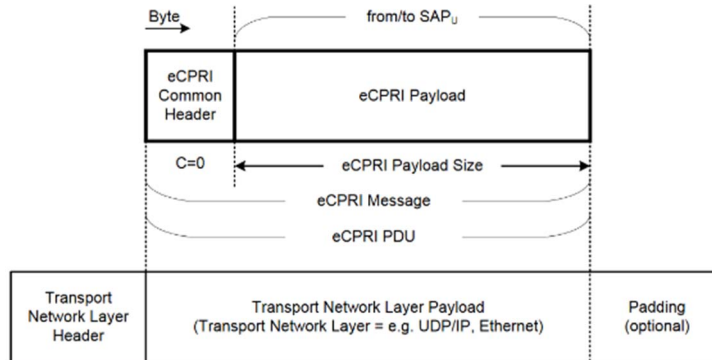 Byte
from/to SAPU
eCPRI
Common
Header
eCPRI Payload
C=0
eCPRI Payload Size
eCPRI Message
eCPRI PDU
Transport
Network Layer
Header
Transport Network Layer Payload
(Transport Network Layer = e.g. UDP/IP, Ethernet)
Padding
(optional)